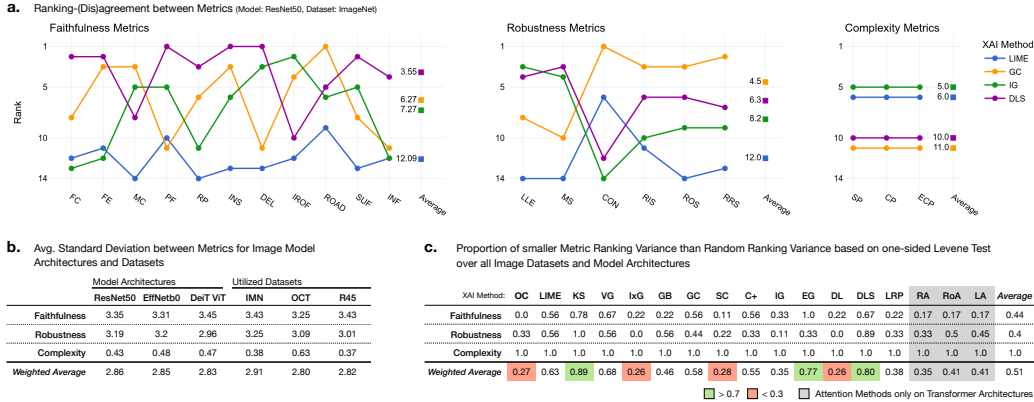 a. Ranking-(Dis)agreement between Metrics (Model: ResNet50, Dataset: ImageNet)
Faithfulness Metrics
Robustness Metrics
Complexity Metrics
Rank
1
5
10
14
3.55
6.27
7.27
12.09
FC FE MC PF RP INS DEL IROF ROAD SUF INF Average
1
5
10
14
4.5
6.3
8.2
12.0
LLE MS CON RIS ROS RRS Average
1
5
10
14
5.0
6.0
10.0
11.0
SP CP ECP Average
XAI Method
LIME
GC
IG
DLS
b. Avg. Standard Deviation between Metrics for Image Model
Architectures and Datasets
Model Architectures Utilized Datasets
ResNet50 EffNetb0 DeiT ViT IMN OCT R45
Faithfulness 3.35 3.31 3.45 3.43 3.25 3.43
Robustness 3.19 3.2 2.96 3.25 3.09 3.01
Complexity 0.43 0.48 0.47 0.38 0.63 0.37
Weighted Average 2.86 2.85 2.83 2.91 2.80 2.82
c. Proportion of smaller Metric Ranking Variance than Random Ranking Variance based on one-sided Levene Test
over all Image Datasets and Model Architectures
XAI Method: OC LIME KS VG IxG GB GC SC C+ IG EG DL DLS LRP RA RoA LA Average
Faithfulness 0.0 0.56 0.78 0.67 0.22 0.22 0.56 0.11 0.56 0.33 1.0 0.22 0.67 0.22 0.17 0.17 0.17 0.44
Robustness 0.33 0.56 1.0 0.56 0.0 0.56 0.44 0.22 0.33 0.11 0.33 0.0 0.89 0.33 0.33 0.5 0.45 0.4
Complexity 1.0 1.0 1.0 1.0 1.0 1.0 1.0 1.0 1.0 1.0 1.0 1.0 1.0 1.0 1.0 1.0 1.0 1.0
Weighted Average 0.27 0.63 0.89 0.68 0.26 0.46 0.58 0.28 0.55 0.35 0.77 0.26 0.80 0.38 0.35 0.41 0.41 0.51
> 0.7 < 0.3 Attention Methods only on Transformer Architectures